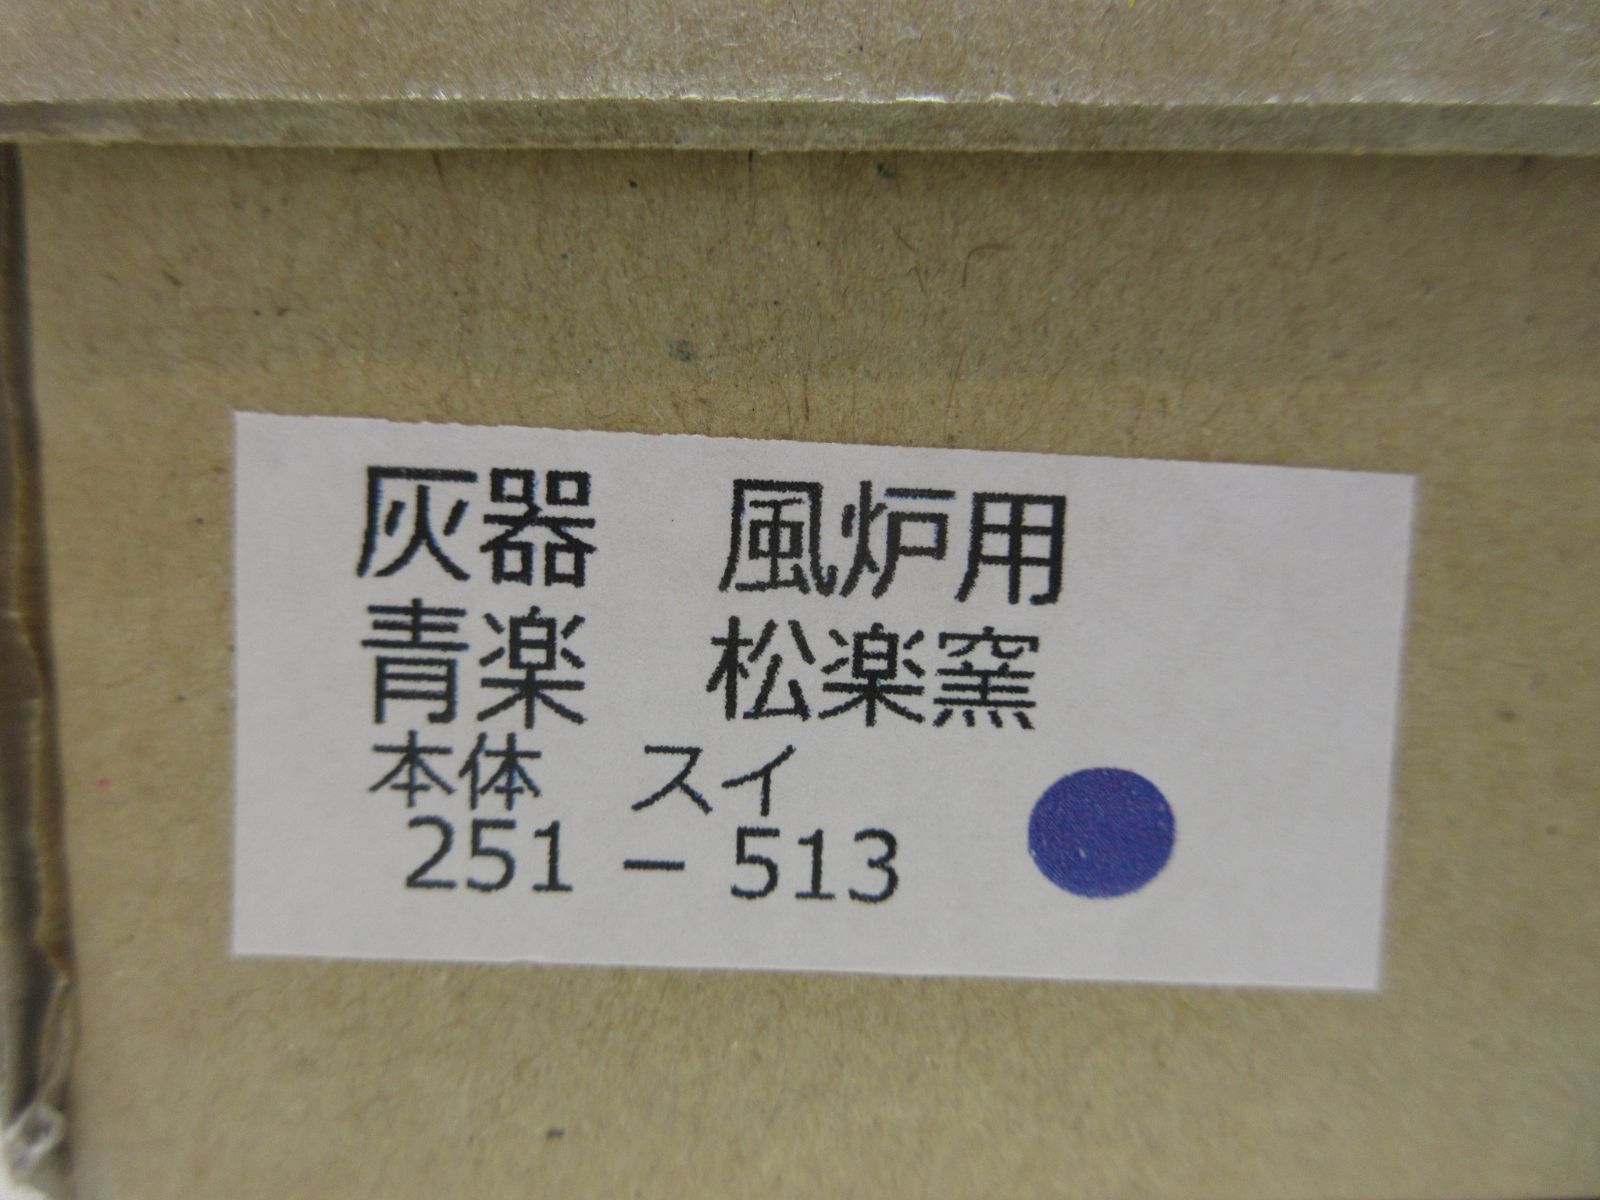 灰器　風炉用
青楽　松楽窯
本体　スイ
251－513